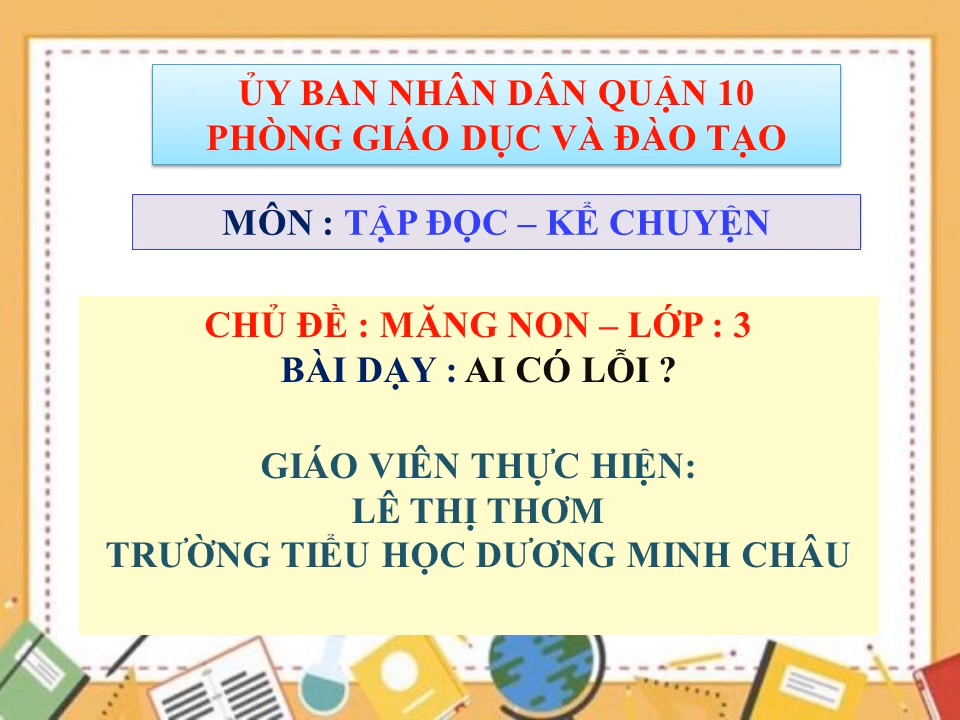 ỦY BAN NHÂN DÂN QUẬN 10
PHÒNG GIÁO DỤC VÀ ĐÀO TẠO
MÔN : TẬP ĐỌC – KỂ CHUYỆN
CHỦ ĐỀ : MĂNG NON – LỚP : 3
BÀI DẠY : AI CÓ LỖI ?
GIÁO VIÊN THỰC HIỆN:
LÊ THỊ THƠM
TRƯỜNG TIỂU HỌC DƯƠNG MINH CHÂU